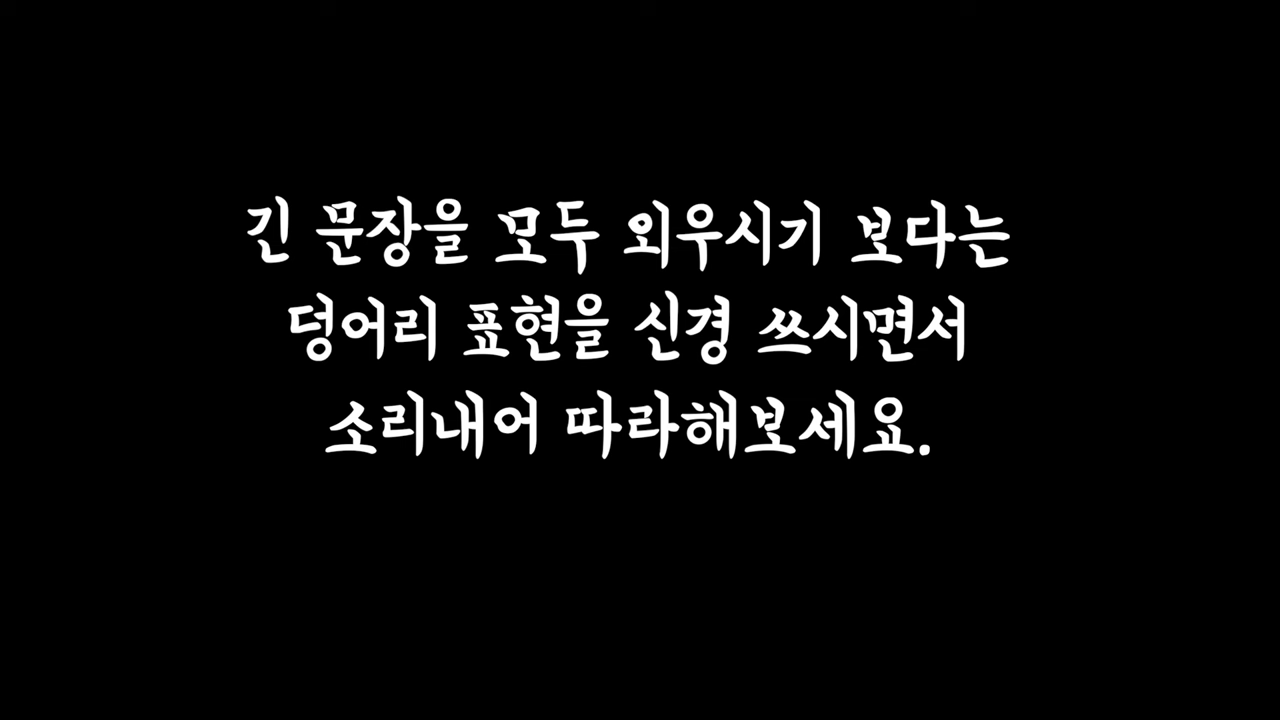 긴 문장을 모두 외우시기 보다는
덩어리 표현을 신경 쓰시면서
소리내어 따라해보세요.